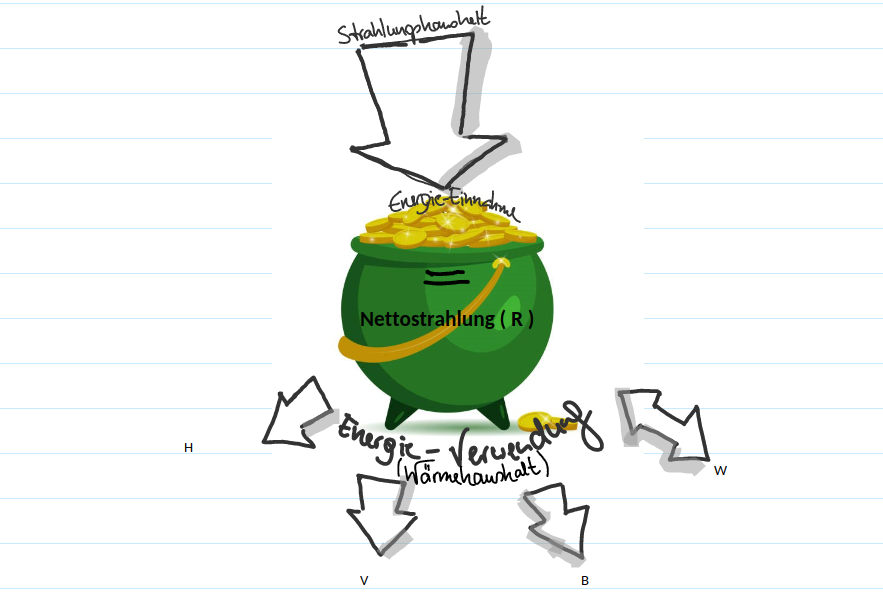 Strahlungshaushalt
Energie-Einnahme
=
Nettostrahlung ( R )
Energie-Verwendung
(Wärmehaushalt)
H
W
V
B